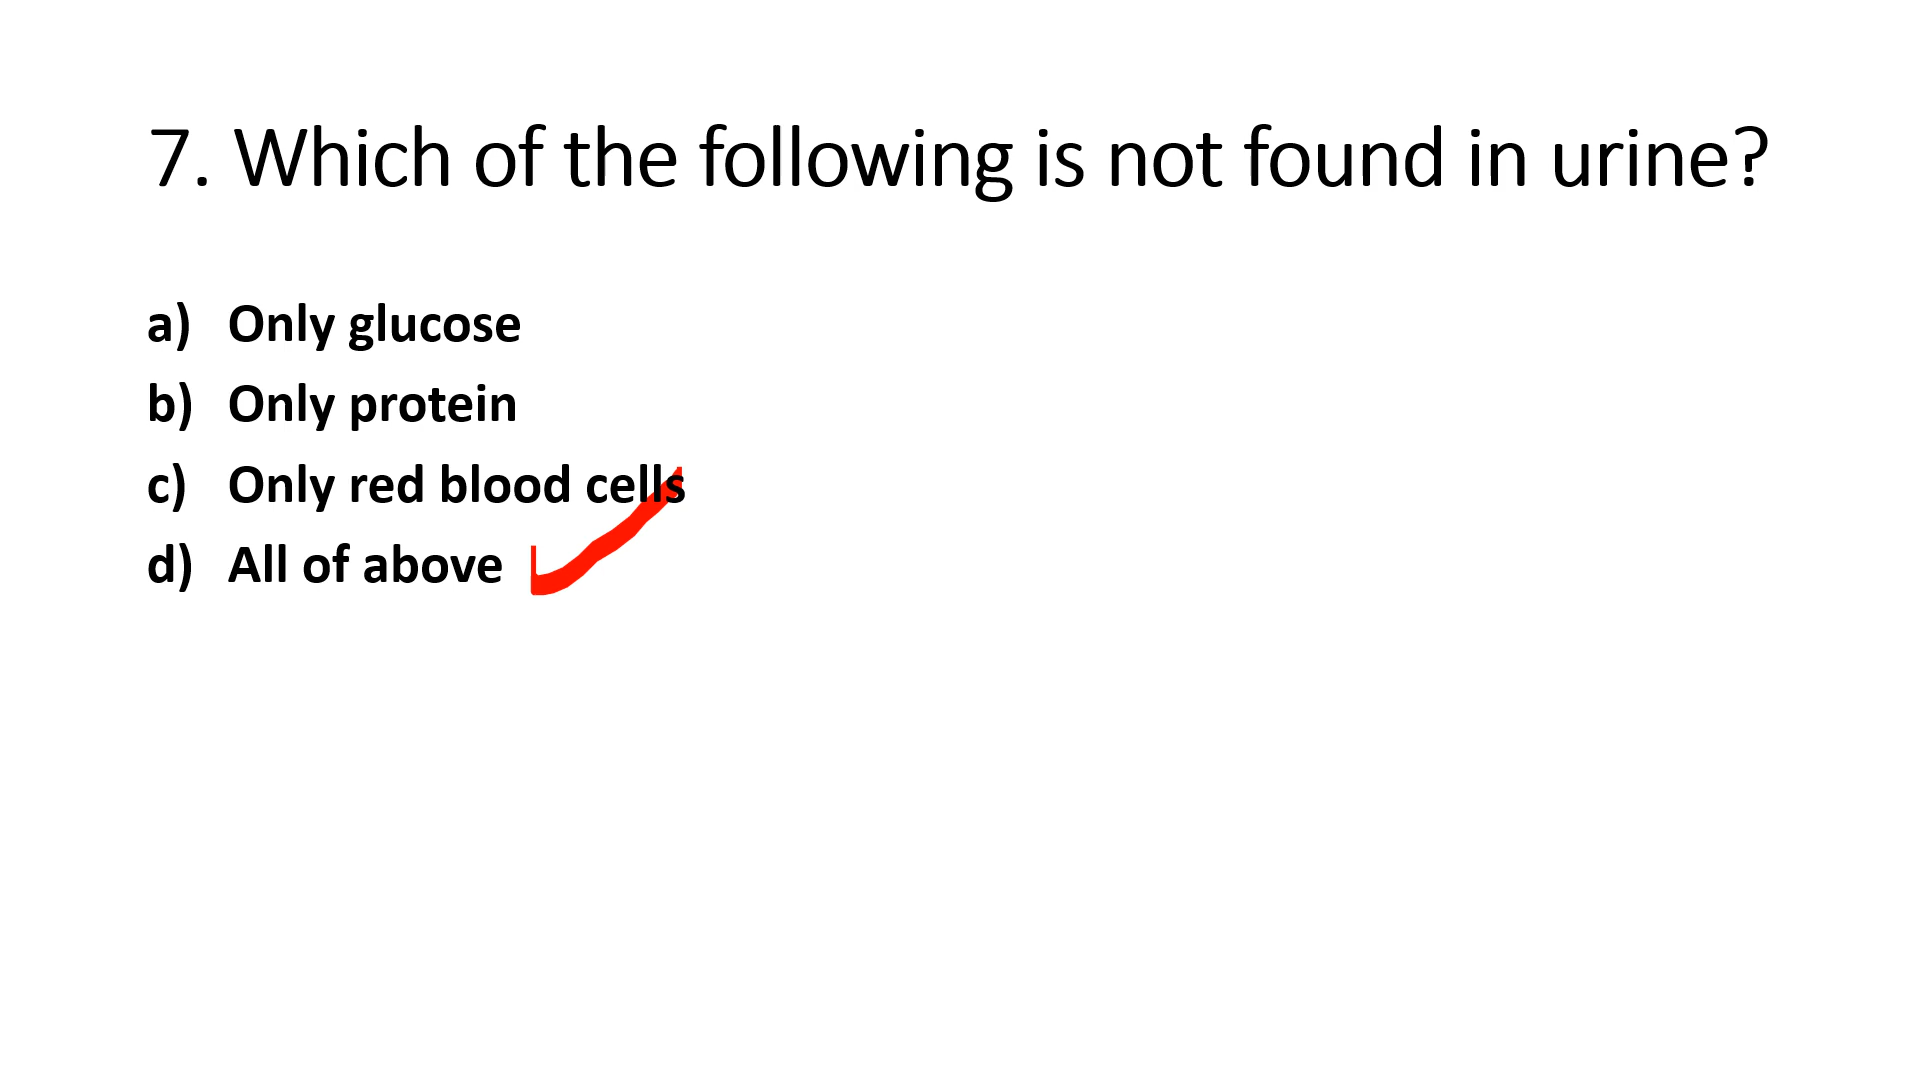 7. Which of the following is not found in urine?
a) Only glucose
b) Only protein
c) Only red blood cells
d) All of above